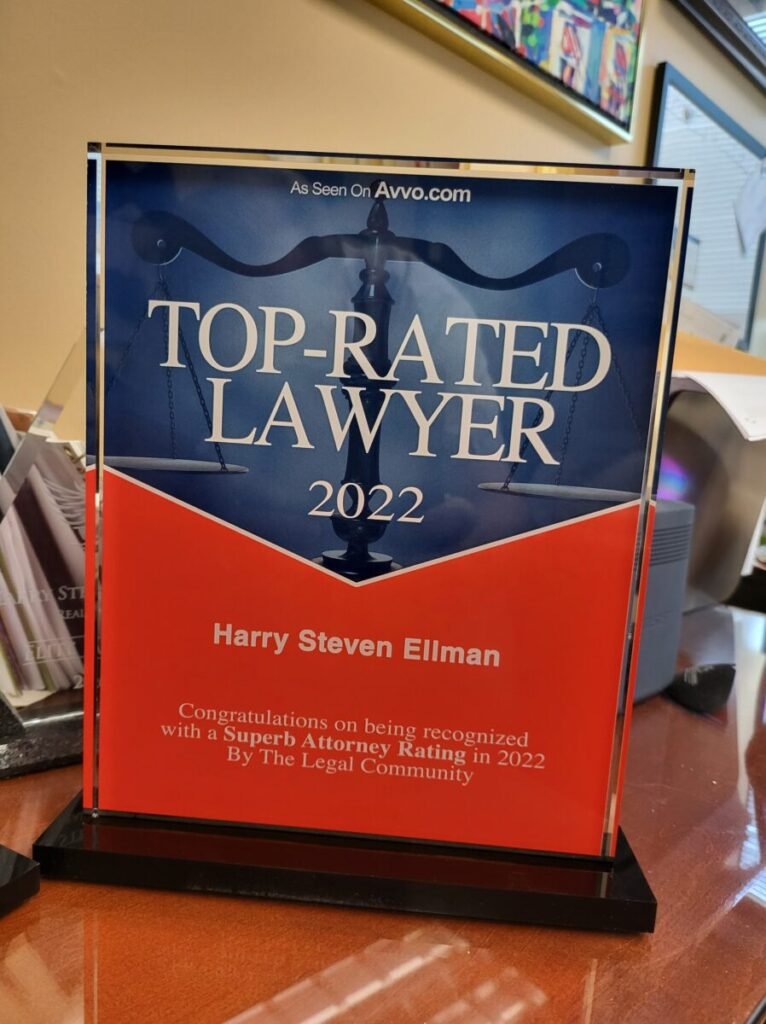 As Seen On Avvo.com
TOP-RATED
LAWYER
2022
Harry Steven Ellman
Congratulations on being recognized
with a Superb Attorney Rating in 2022
By The Legal Community
ELITE